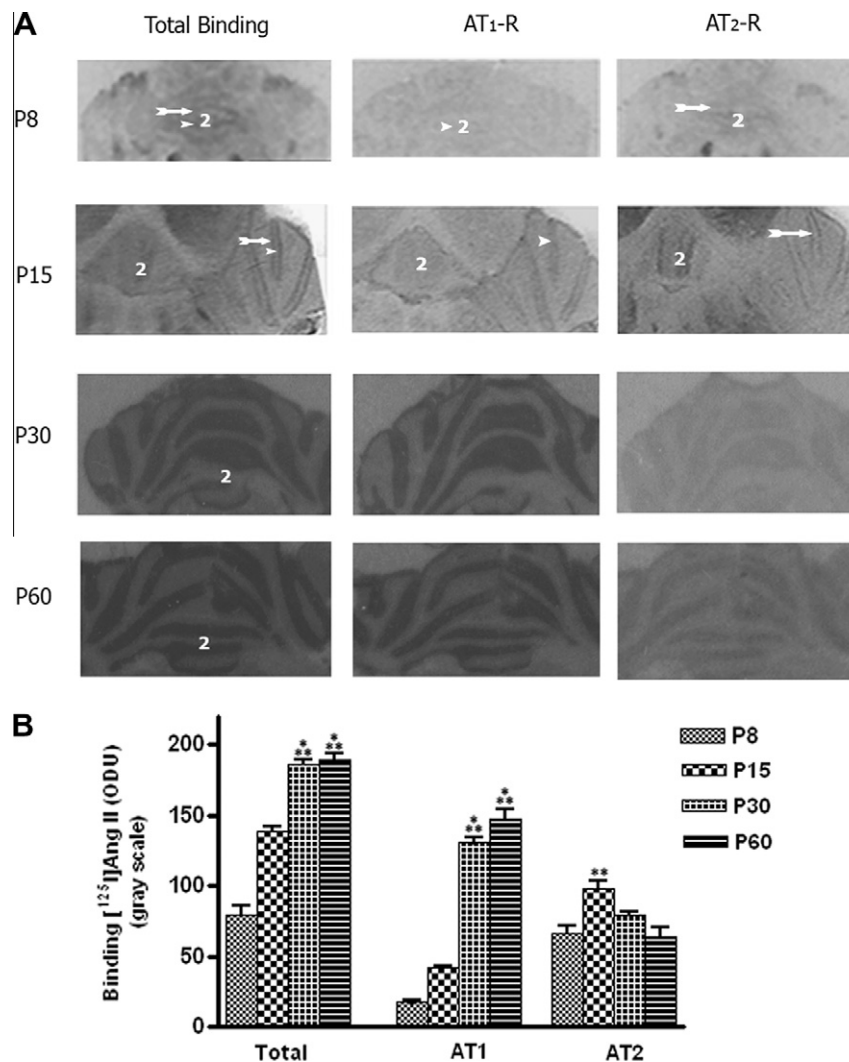 A
Total Binding AT1-R AT2-R
P8
2 2 2
P15
2 2 2
P30
2
P60
2
B
Binding [125I]Ang II (ODU)
(gray scale)
200
150
100
50
0
* ** * **
* ** * **
**
Total AT1 AT2
P8
P15
P30
P60